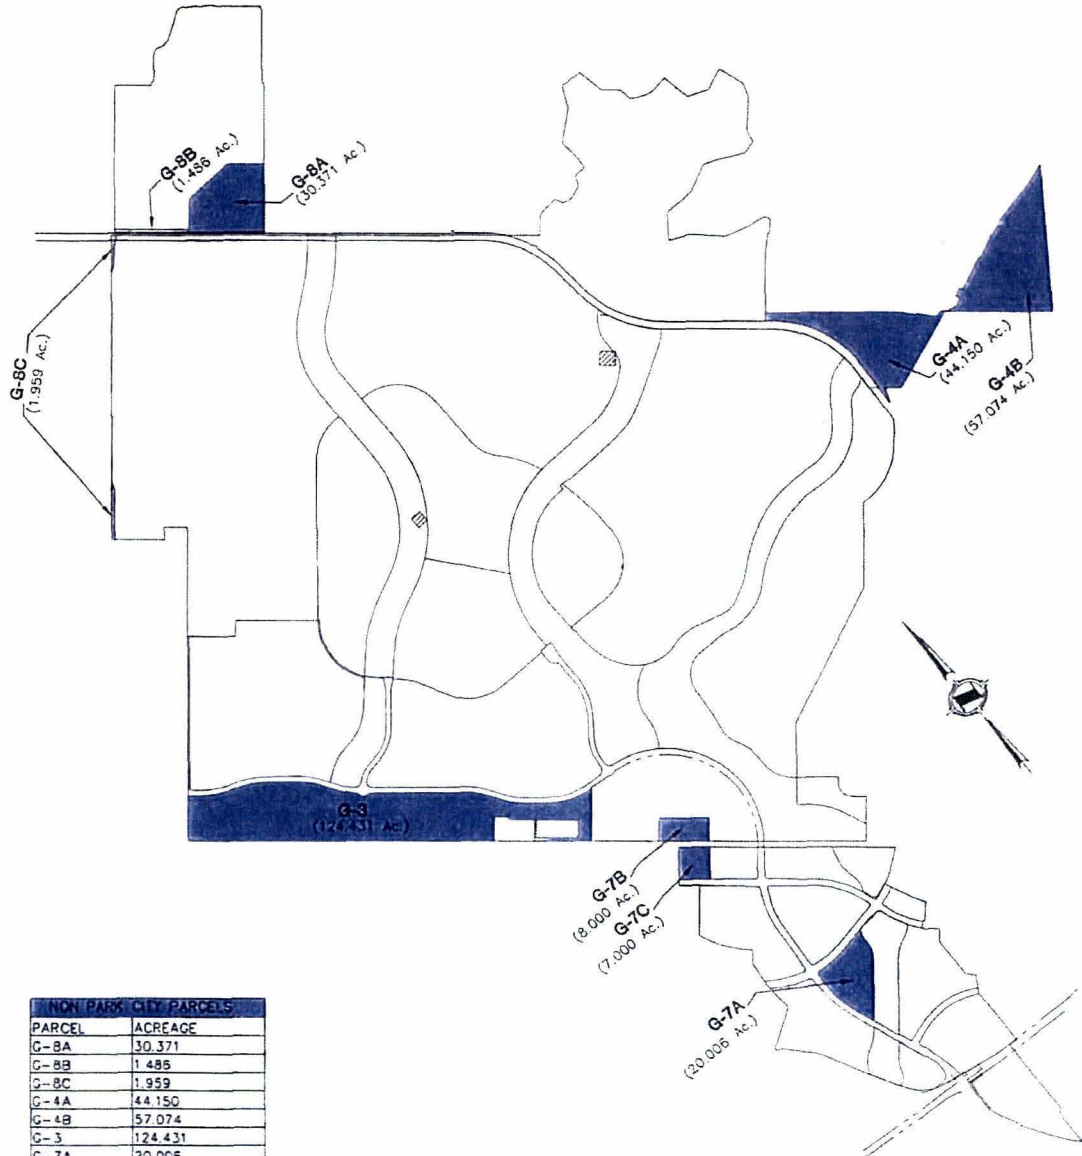 G-8B
(1.486 Ac.)
G-8A
(30.371 Ac.)
G-8C
(1.959 Ac.)
G-4A
(44.150 Ac.)
G-4B
(57.074 Ac.)
G-3
(124.431 Ac.)
G-7B
(8.000 Ac.)
G-7C
(7.000 Ac.)
G-7A
(20.006 Ac.)
NON PARK CITY PARCELS
PARCEL ACREAGE
G-8A 30.371
G-8B 1.486
G-8C 1.959
G-4A 44.150
G-4B 57.074
G-3 124.431
G-7A 20.006